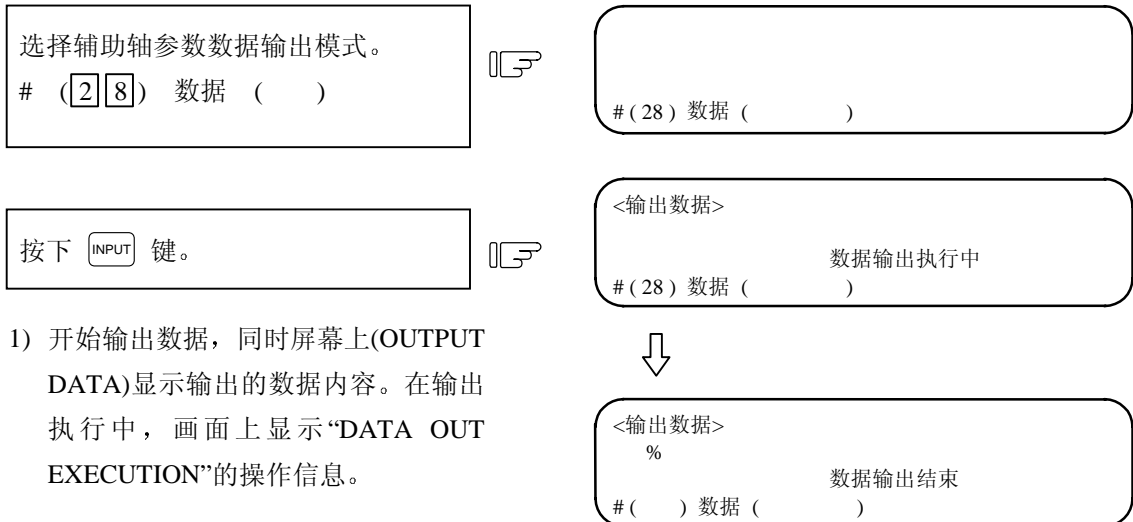 选择辅助轴参数数据输出模式。
# (2 8) 数据 ( )
#( 28 ) 数据 ( )
按下 INPUT 键。
<输出数据>
数据输出执行中
#( 28 ) 数据 ( )
1) 开始输出数据，同时屏幕上(OUTPUT
DATA)显示输出的数据内容。在输出
执行中，画面上显示“DATA OUT
EXECUTION”的操作信息。
<输出数据>
%
数据输出结束
#( ) 数据 ( )